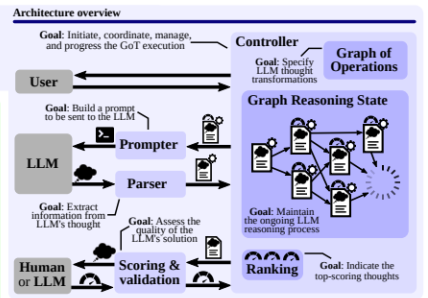 Architecture overview
Goal: Initiate, coordinate, manage,
and progress the GoT execution
Controller
Goal: Specify
LLM thought
transformations
Graph of
Operations
User
Goal: Build a prompt
to be sent to the LLM
Graph Reasoning State
LLM
Prompter
Parser
Goal: Extract
information from
LLM's thought
Goal: Assess the
quality of the
LLM's solution
Goal: Maintain
the ongoing LLM
reasoning process
Human
or LLM
Scoring &
validation
Ranking
Goal: Indicate the
top-scoring thoughts